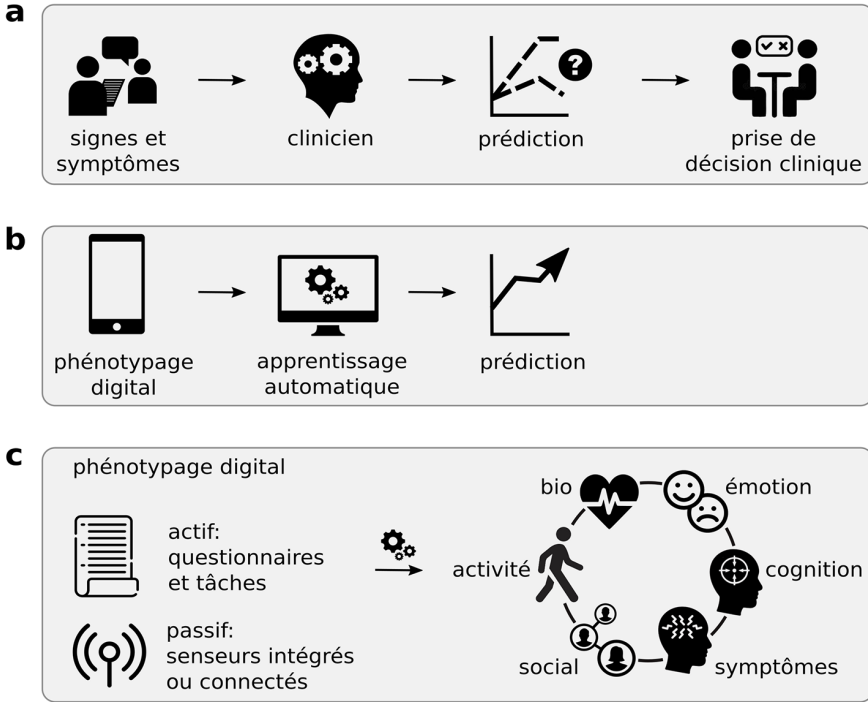 a
signes et
symptômes
clinicien
prédiction
?
prise de
décision clinique
b
phénotypage
digital
apprentissage
automatique
prédiction
c
phénotypage digital
actif:
questionnaires
et tâches
passif:
senseurs intégrés
ou connectés
bio
émotion
activité
cognition
social
symptômes